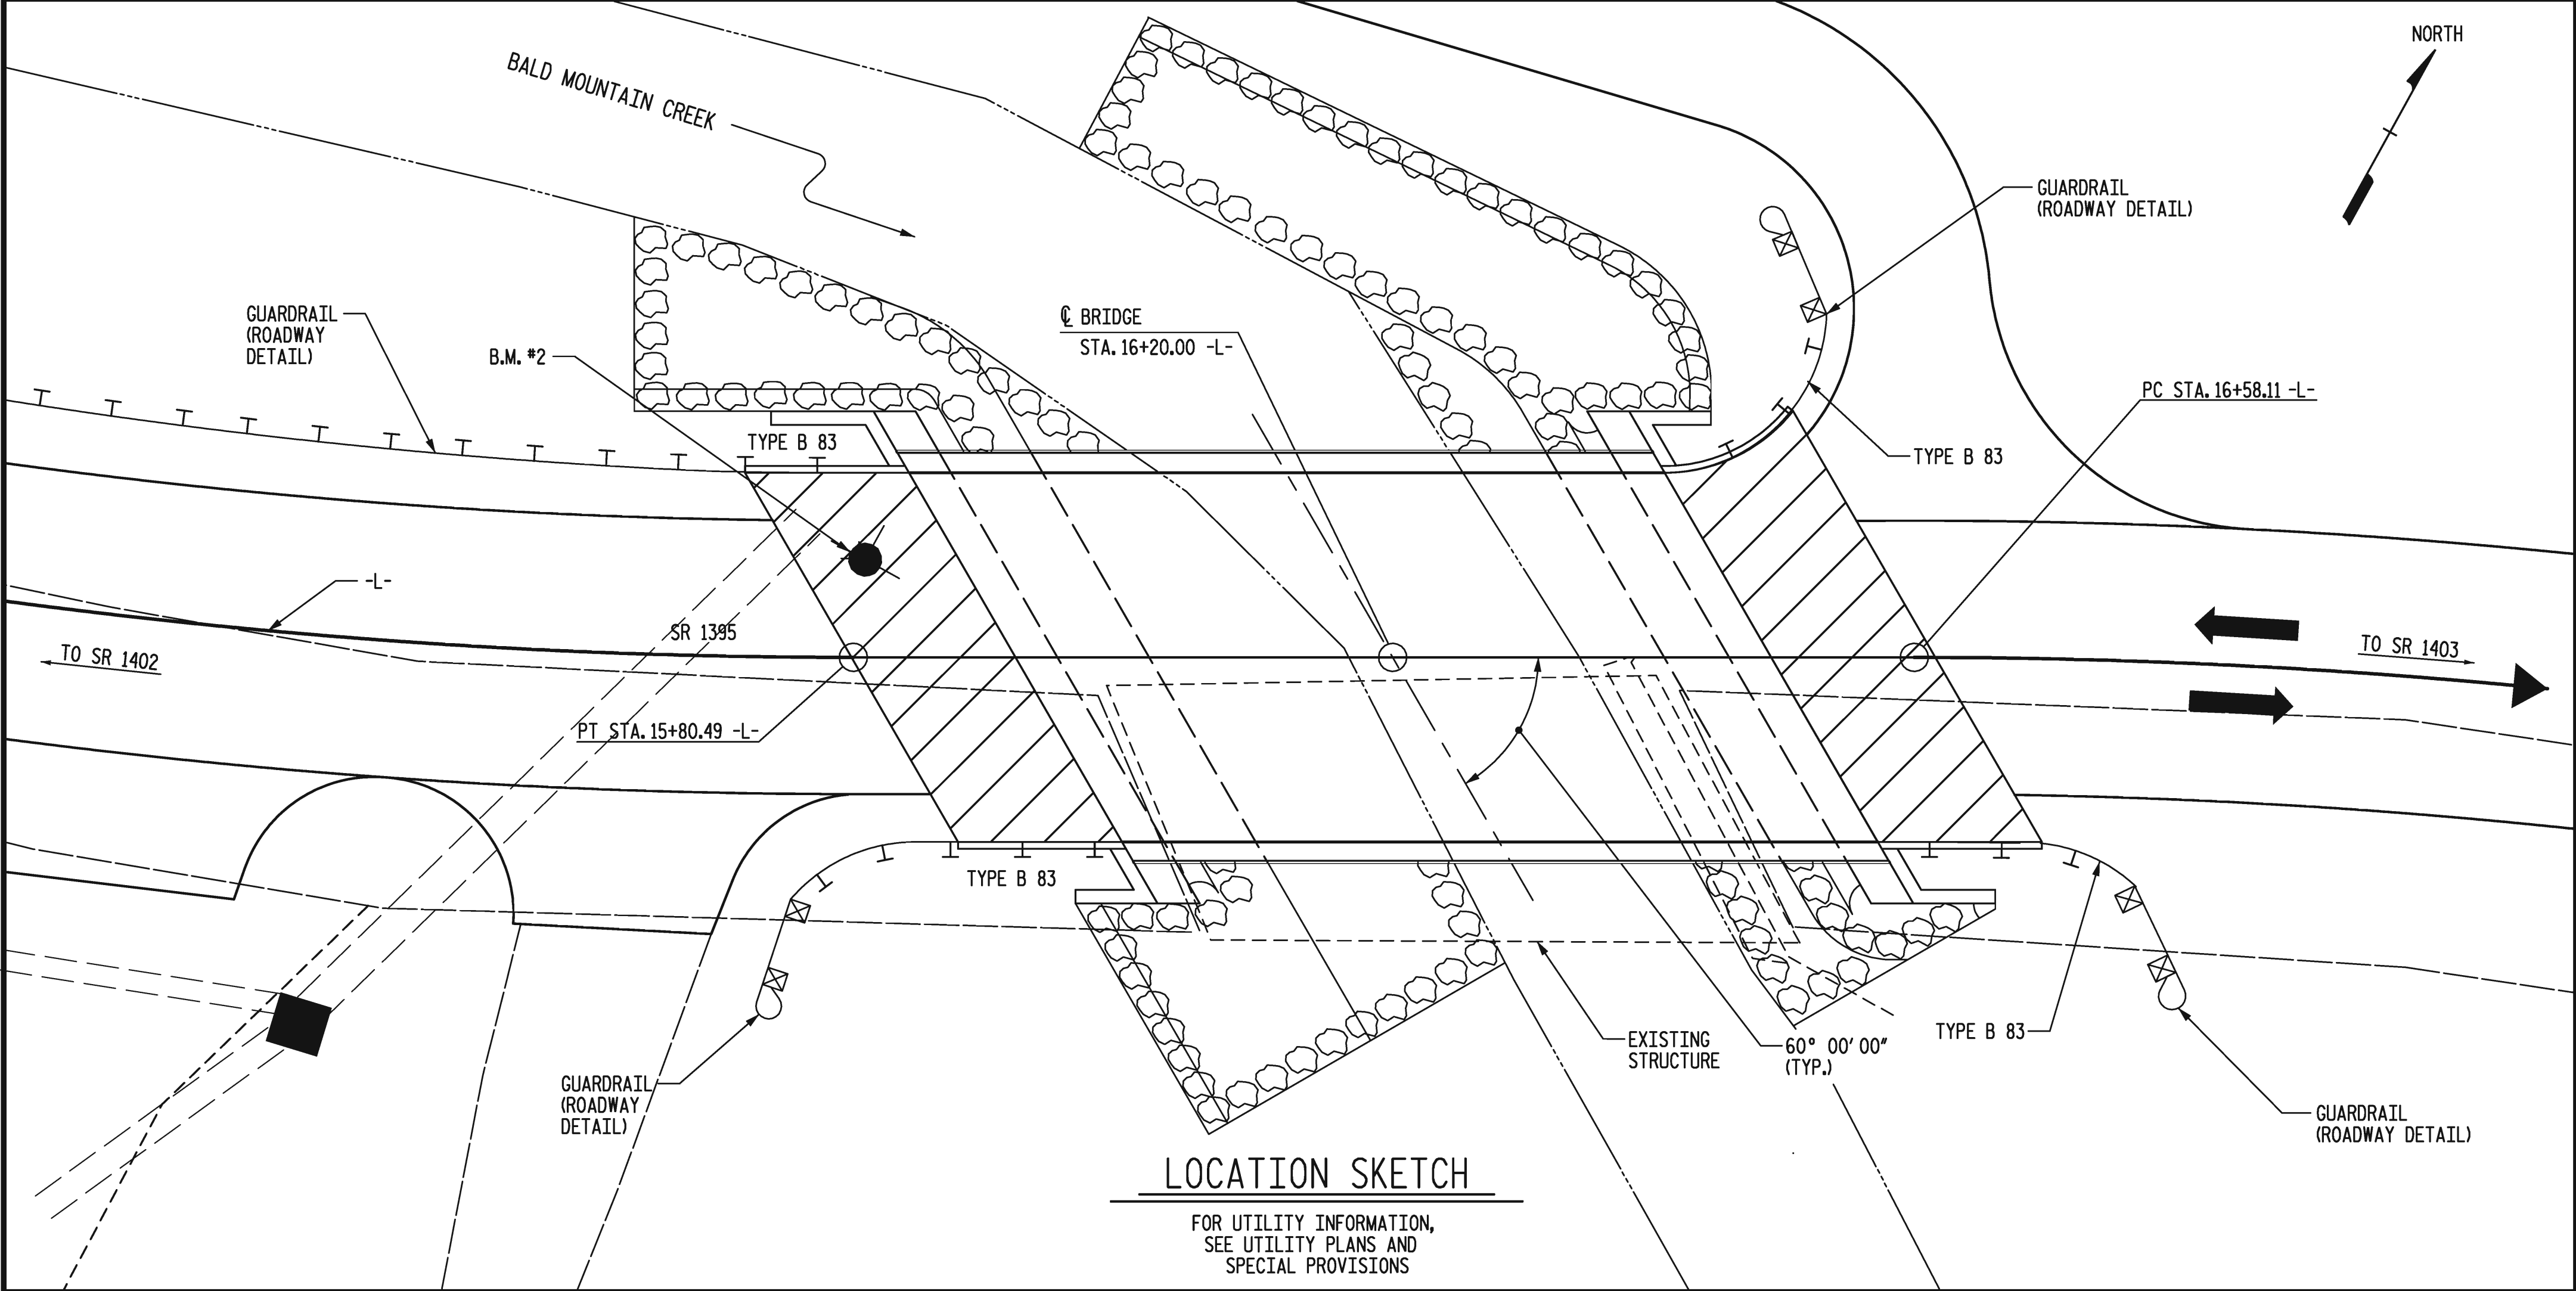 NORTH
BALD MOUNTAIN CREEK
GUARDRAIL
(ROADWAY DETAIL)
GUARDRAIL
(ROADWAY
DETAIL)
B.M. #2
℄ BRIDGE
STA. 16+20.00 -L-
PC STA. 16+58.11 -L-
TYPE B 83
TYPE B 83
-L-
SR 1395
TO SR 1402
TO SR 1403
PT STA. 15+80.49 -L-
TYPE B 83
EXISTING
STRUCTURE
60° 00' 00"
(TYP.)
TYPE B 83
GUARDRAIL
(ROADWAY
DETAIL)
GUARDRAIL
(ROADWAY DETAIL)
LOCATION SKETCH
FOR UTILITY INFORMATION,
SEE UTILITY PLANS AND
SPECIAL PROVISIONS